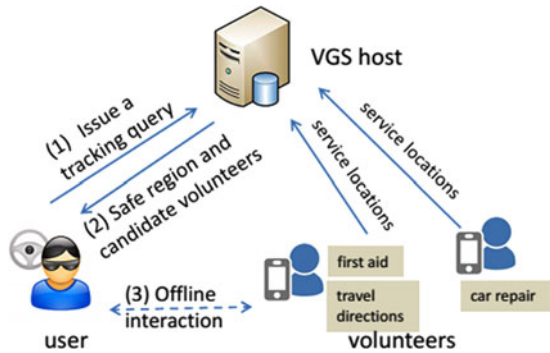 VGS host
(1) Issue a
tracking query
(2) Safe region and
candidate volunteers
service locations
service locations
(3) Offline
interaction
first aid
travel
directions
car repair
user
volunteers